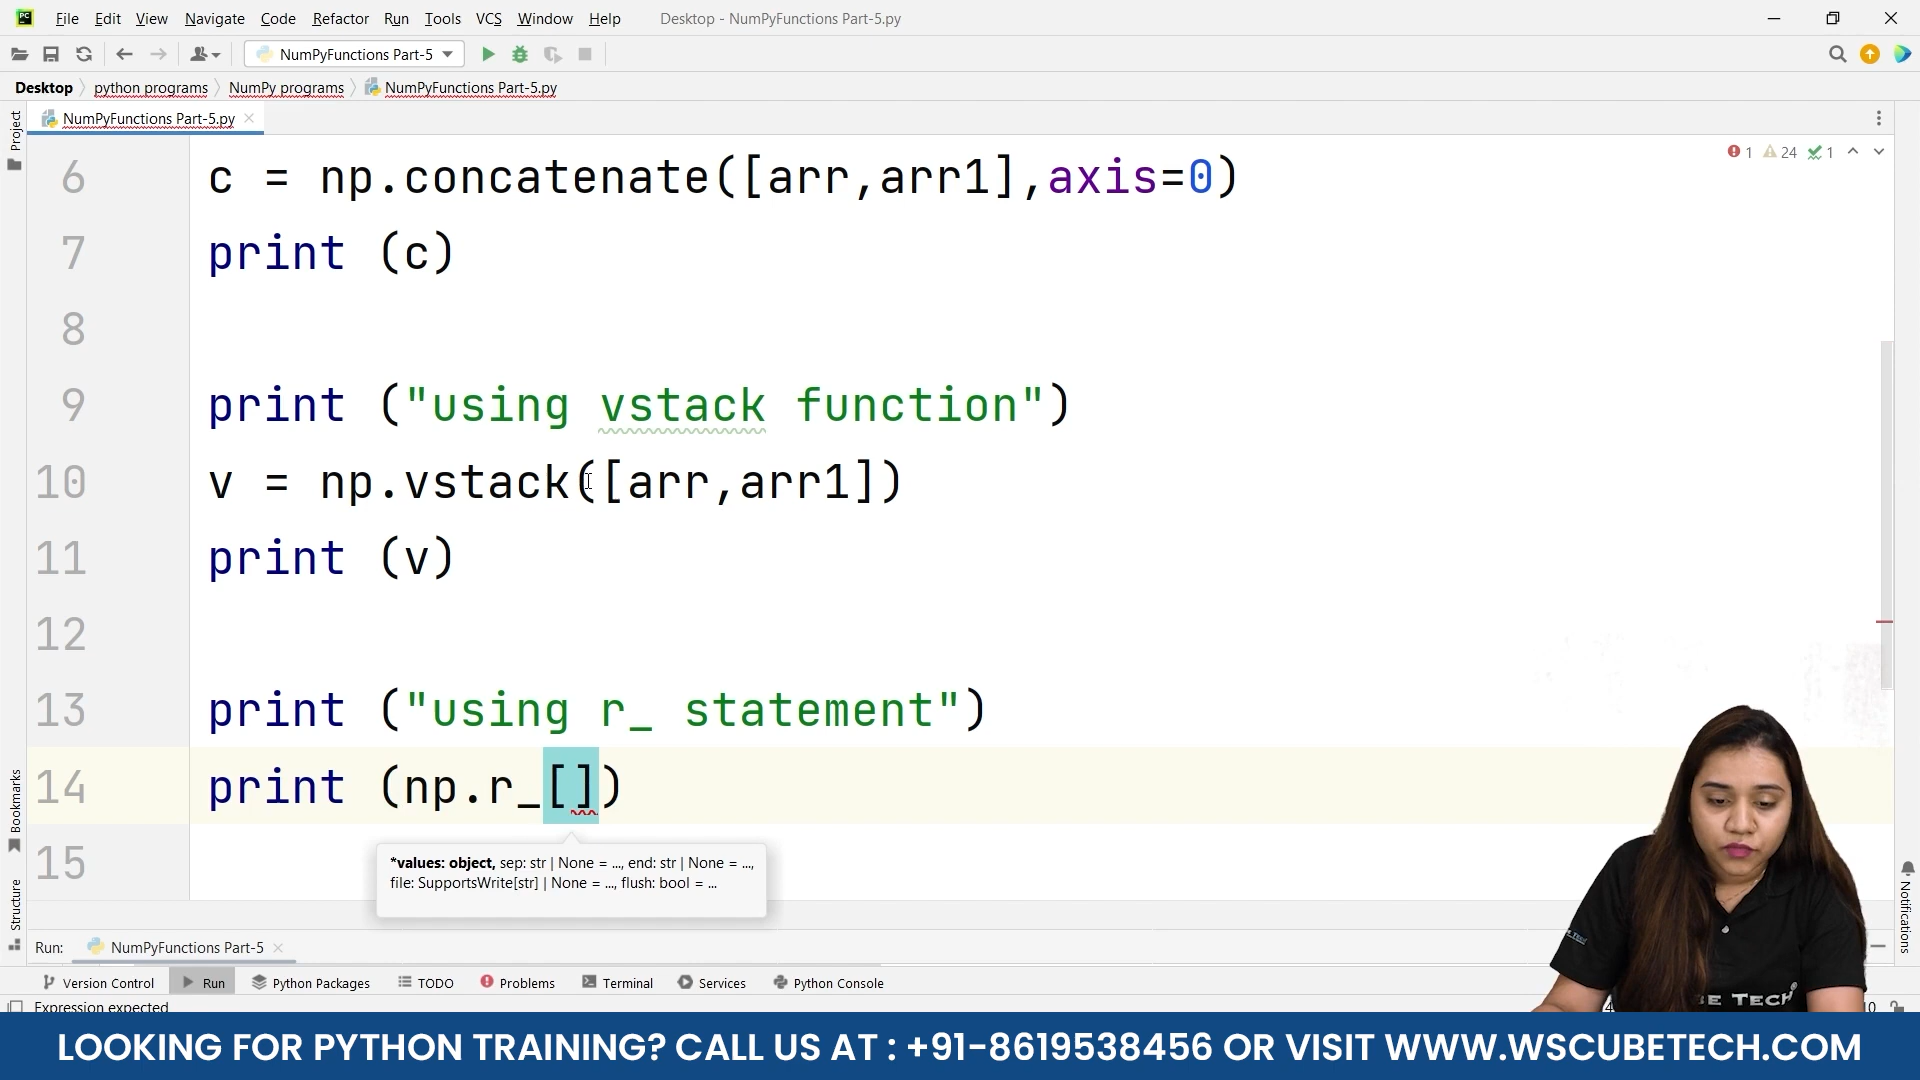 PC File Edit View Navigate Code Refactor Run Tools VCS Window Help Desktop - NumPyFunctions Part-5.py
NumPyFunctions Part-5
Desktop python programs NumPy programs NumPyFunctions Part-5.py
Project
NumPyFunctions Part-5.py
1 24 1
6 c = np.concatenate([arr,arr1],axis=0)
7 print (c)
8
9 print ("using vstack function")
10 v = np.vstack([arr,arr1])
11 print (v)
12
13 print ("using r_ statement")
14 print (np.r_[])
15
*values: object, sep: str | None = ..., end: str | None = ...,
file: SupportsWrite[str] | None = ..., flush: bool = ...
Bookmarks
Structure
Notifications
Run: NumPyFunctions Part-5
Version Control Run Python Packages TODO Problems Terminal Services Python Console
Expression expected
BE TECH
LOOKING FOR PYTHON TRAINING? CALL US AT : +91-8619538456 OR VISIT WWW.WSCUBETECH.COM